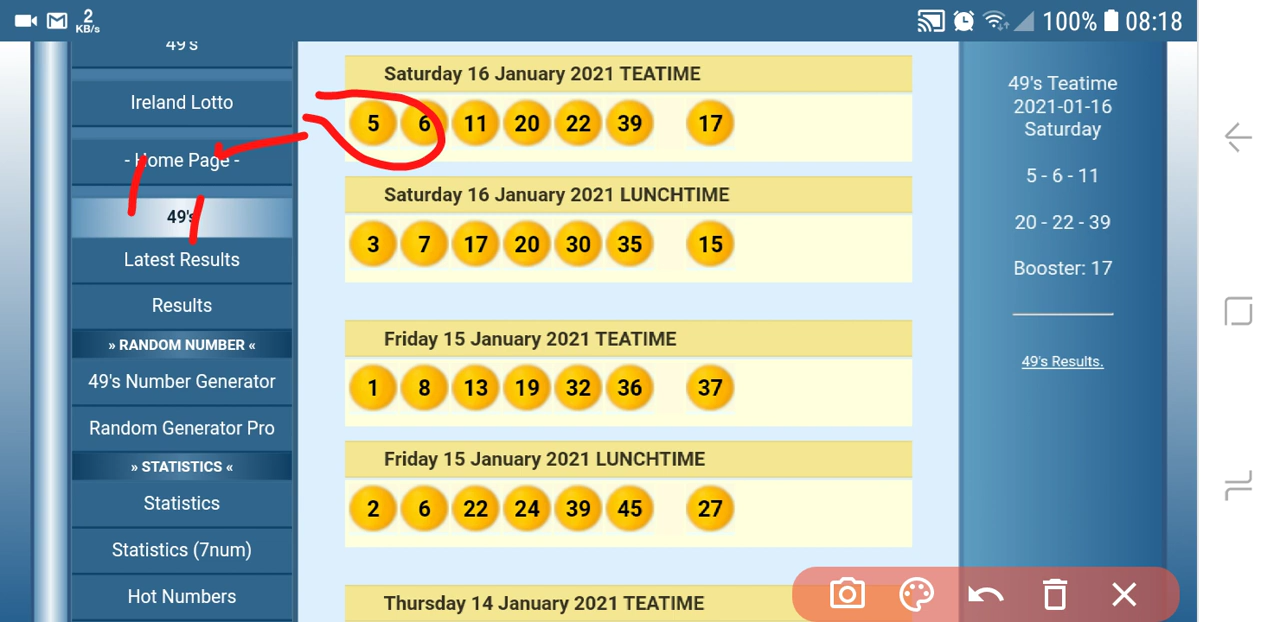 2
KB/s
100% 08:18
49's
Ireland Lotto
- Home Page -
49's
Latest Results
Results
» RANDOM NUMBER «
49's Number Generator
Random Generator Pro
» STATISTICS «
Statistics
Statistics (7num)
Hot Numbers
Saturday 16 January 2021 TEATIME
5 6 11 20 22 39 17
Saturday 16 January 2021 LUNCHTIME
3 7 17 20 30 35 15
Friday 15 January 2021 TEATIME
1 8 13 19 32 36 37
Friday 15 January 2021 LUNCHTIME
2 6 22 24 39 45 27
Thursday 14 January 2021 TEATIME
49's Teatime
2021-01-16
Saturday
5 - 6 - 11
20 - 22 - 39
Booster: 17
49's Results.